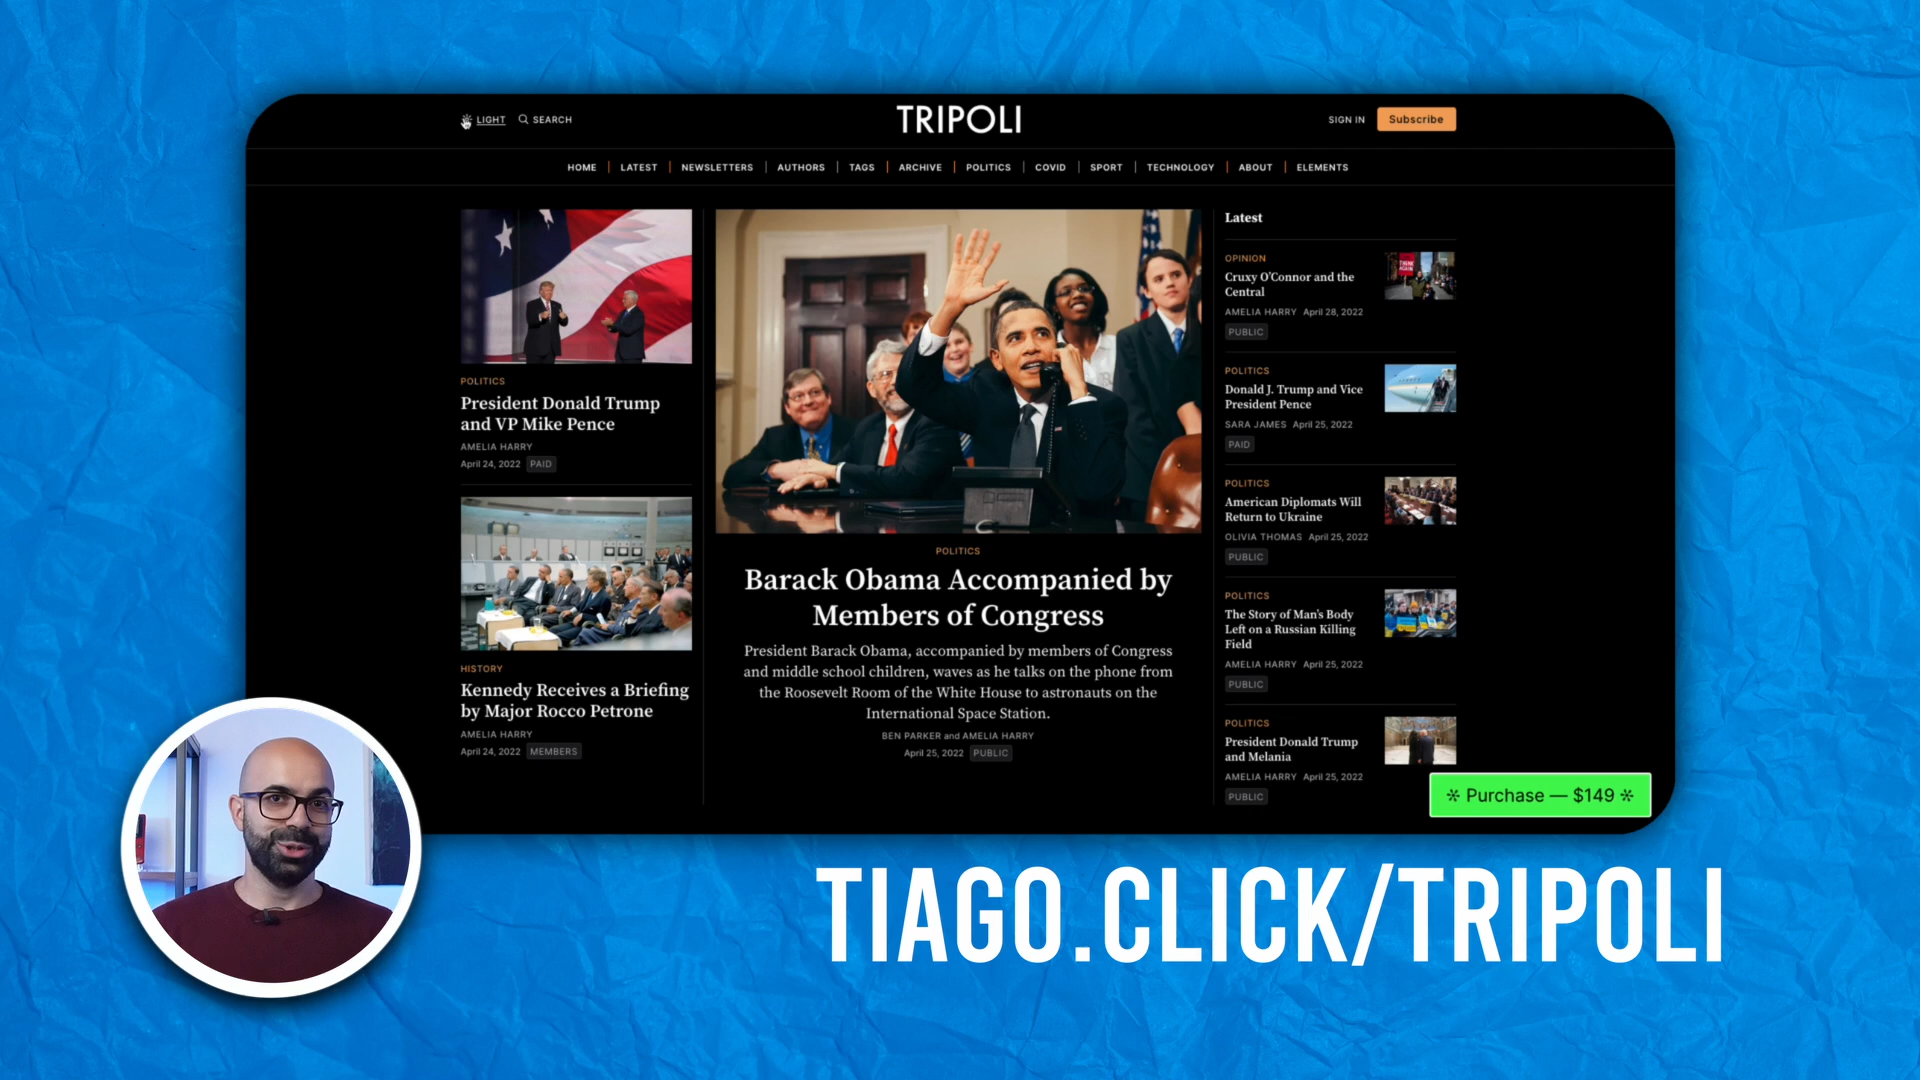 LIGHT
SEARCH
TRIPOLI
SIGN IN
Subscribe
HOME | LATEST | NEWSLETTERS | AUTHORS | TAGS | ARCHIVE | POLITICS | COVID | SPORT | TECHNOLOGY | ABOUT | ELEMENTS
POLITICS
President Donald Trump
and VP Mike Pence
AMELIA HARRY
April 24, 2022 PAID
HISTORY
Kennedy Receives a Briefing
by Major Rocco Petrone
AMELIA HARRY
April 24, 2022 MEMBERS
POLITICS
Barack Obama Accompanied by
Members of Congress
President Barack Obama, accompanied by members of Congress
and middle school children, waves as he talks on the phone from
the Roosevelt Room of the White House to astronauts on the
International Space Station.
BEN PARKER and AMELIA HARRY
April 25, 2022 PUBLIC
Latest
OPINION
Cruxy O'Connor and the
Central
AMELIA HARRY April 28, 2022
PUBLIC
POLITICS
Donald J. Trump and Vice
President Pence
SARA JAMES April 25, 2022
PAID
POLITICS
American Diplomats Will
Return to Ukraine
OLIVIA THOMAS April 25, 2022
PUBLIC
POLITICS
The Story of Man's Body
Left on a Russian Killing
Field
AMELIA HARRY April 25, 2022
PUBLIC
POLITICS
President Donald Trump
and Melania
AMELIA HARRY April 25, 2022
PUBLIC
* Purchase — $149 *
TIAGO.CLICK/TRIPOLI